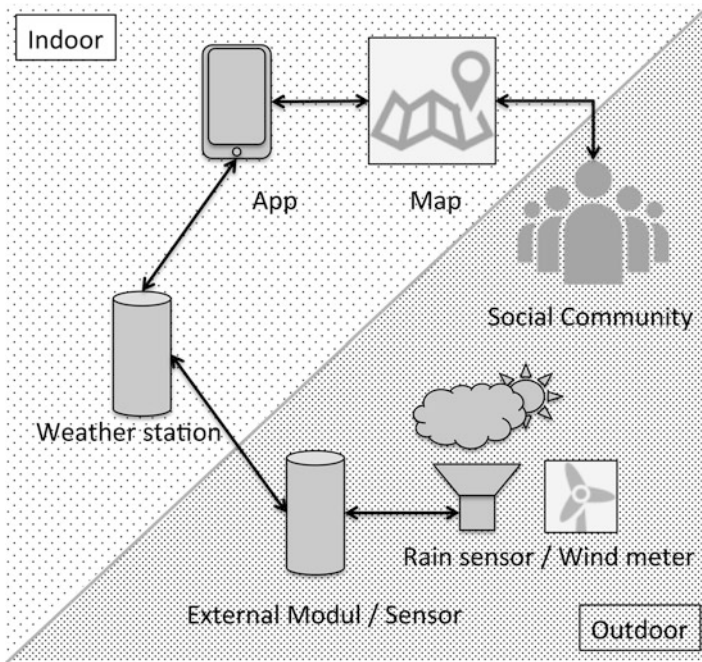 Indoor
App
Map
Social Community
Weather station
Rain sensor / Wind meter
External Modul / Sensor
Outdoor